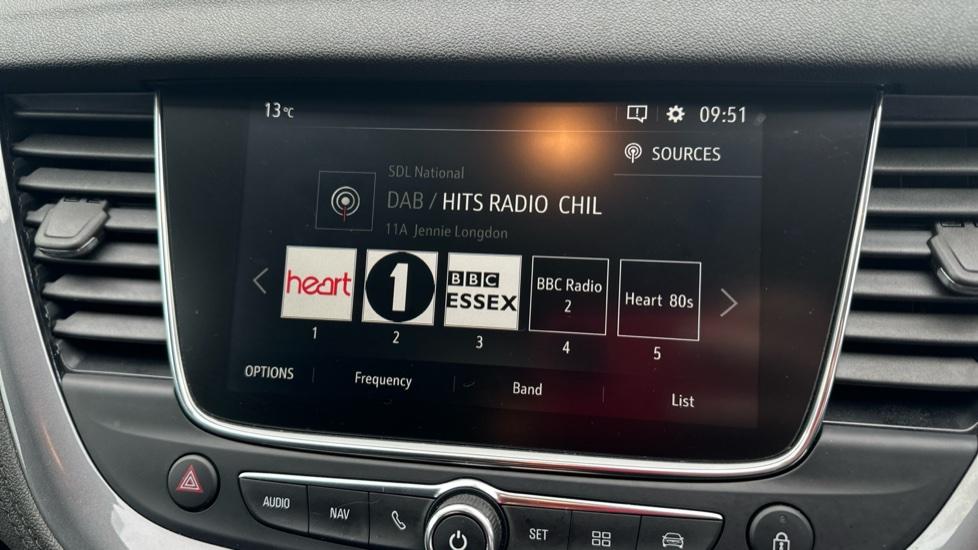 13°C 09:51
SOURCES
SDL National
DAB / HITS RADIO CHIL
11A Jennie Longdon
heart 1 BBC ESSEX BBC Radio 2 Heart 80s
1 2 3 4 5
OPTIONS Frequency Band List
AUDIO NAV SET